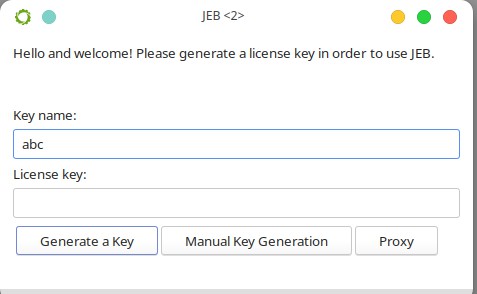 JEB <2>
Hello and welcome! Please generate a license key in order to use JEB.
Key name:
abc
License key:
Generate a Key Manual Key Generation Proxy